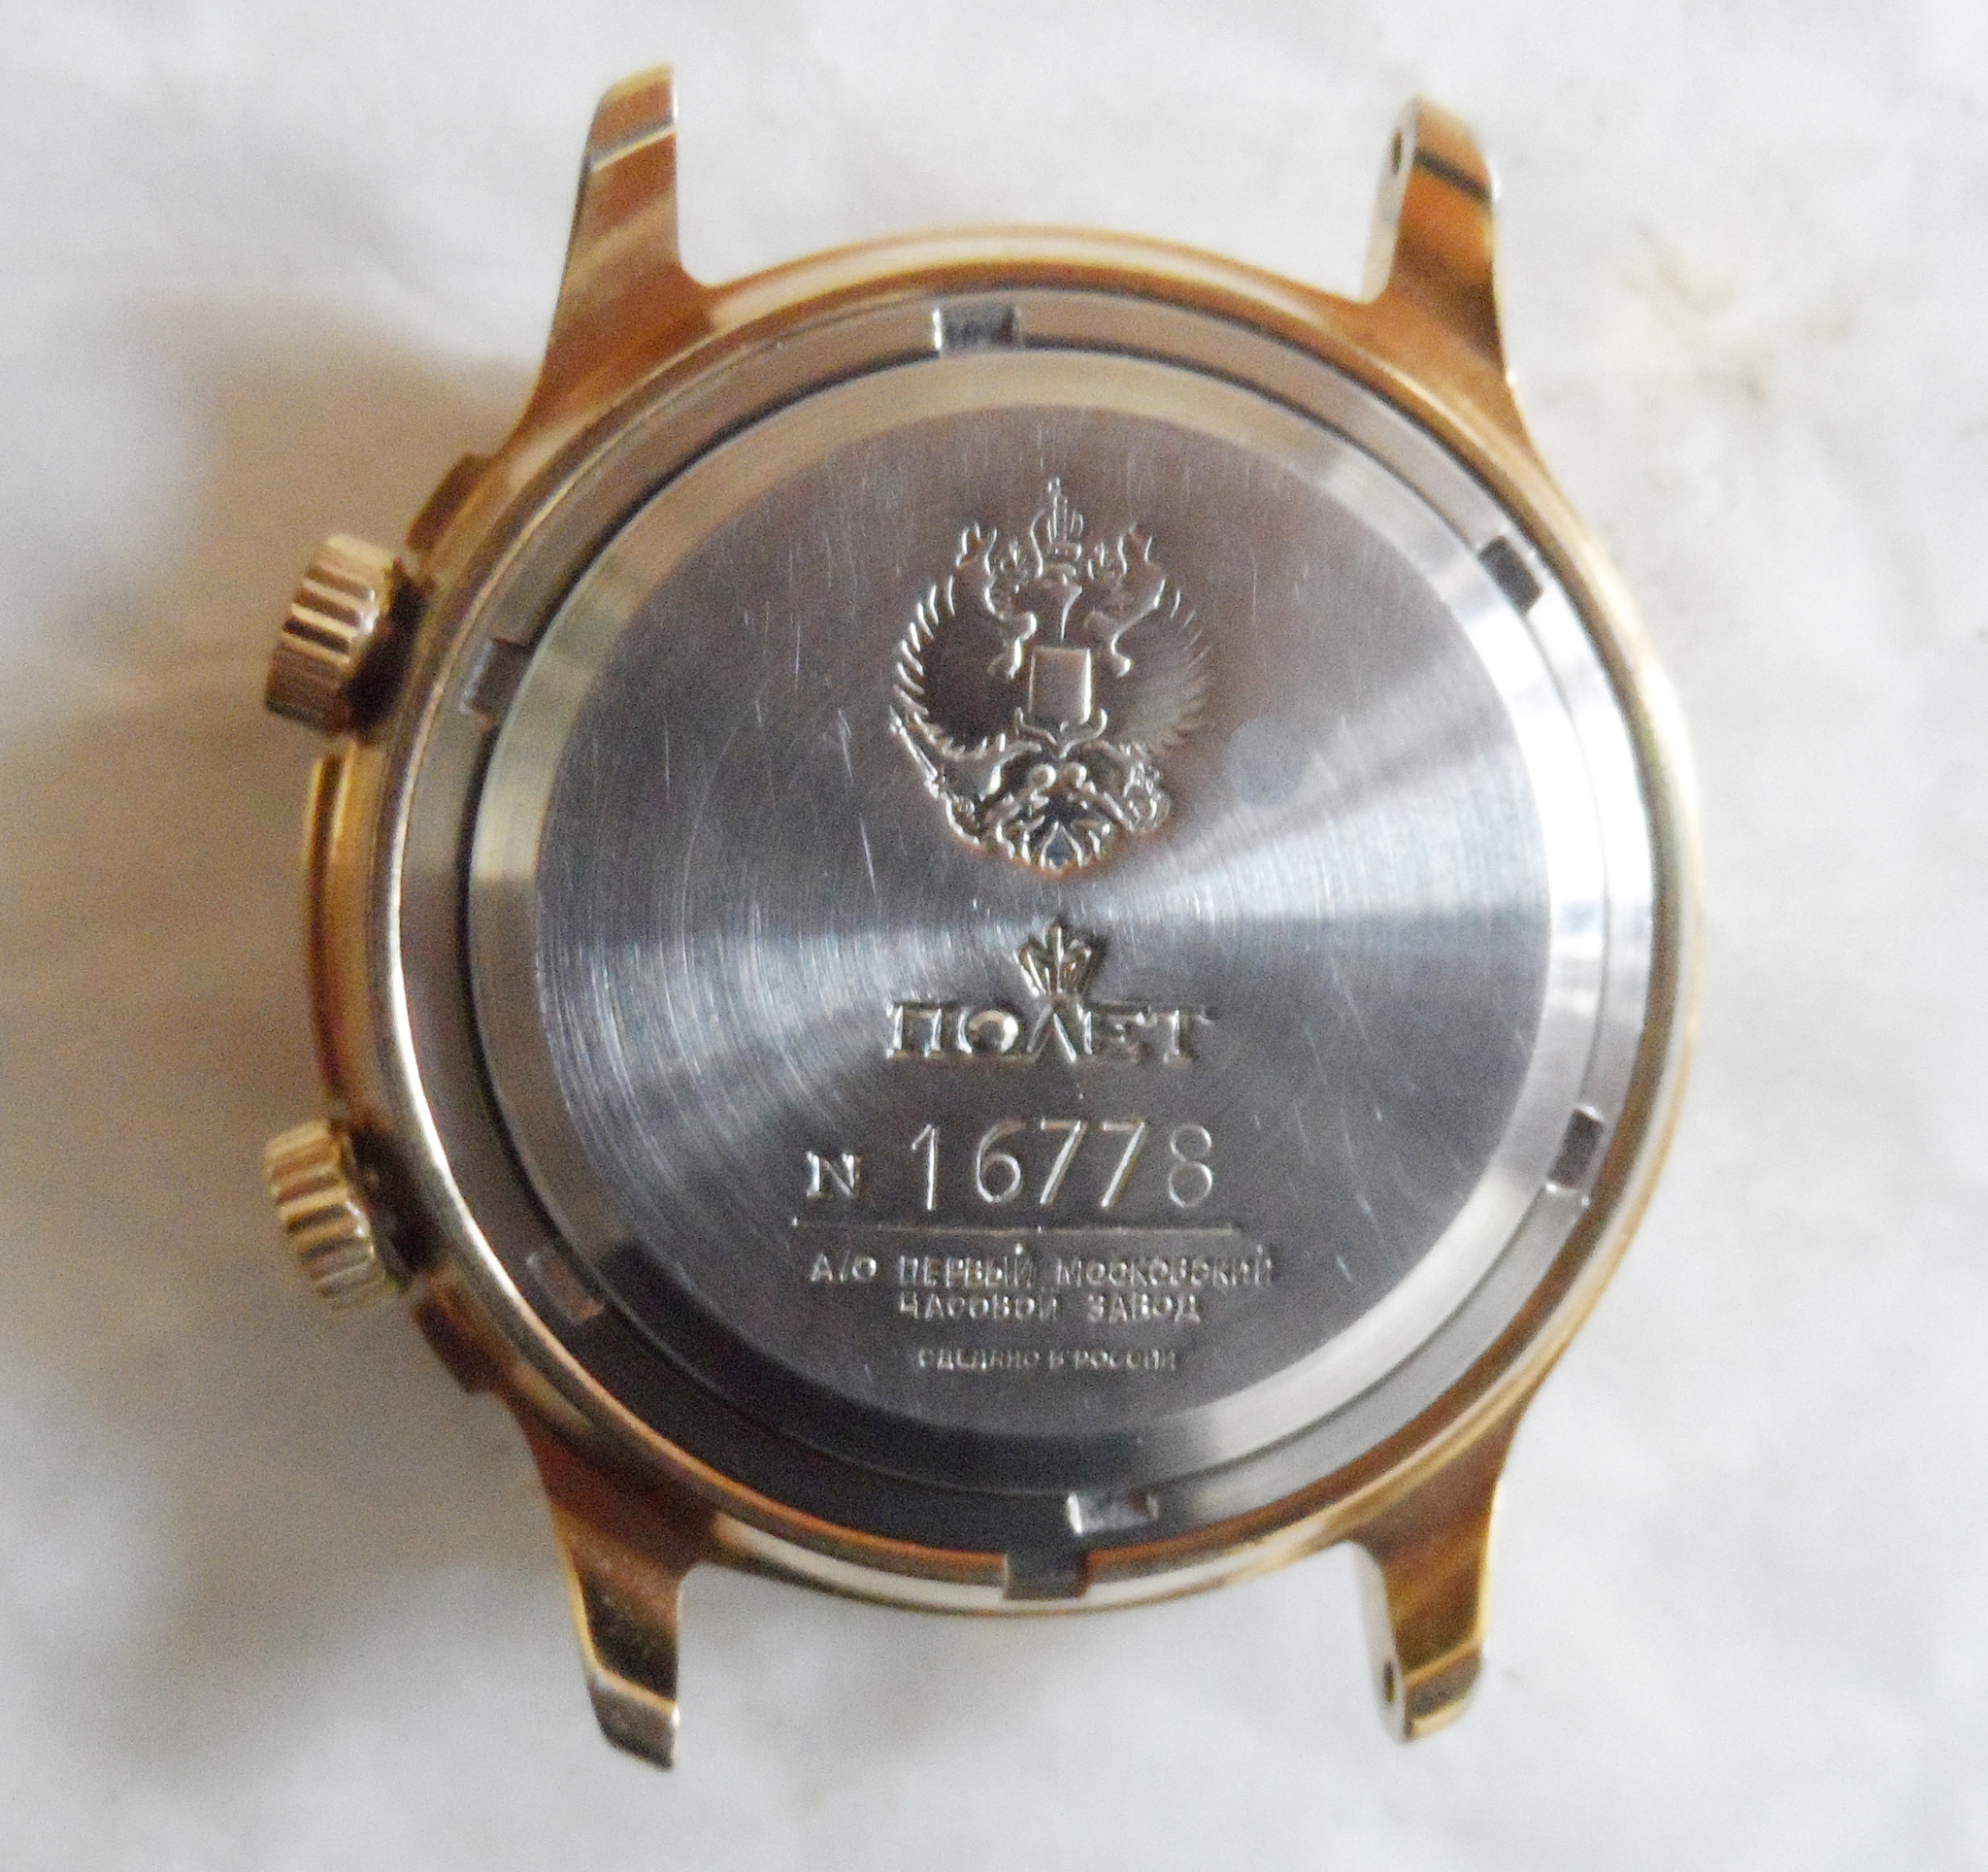 ПОЛЕТ
N 16778
А/О ПЕРВЫЙ МОСКОВСКИЙ
ЧАСОВОЙ ЗАВОД
СДЕЛАНО В РОССИИ